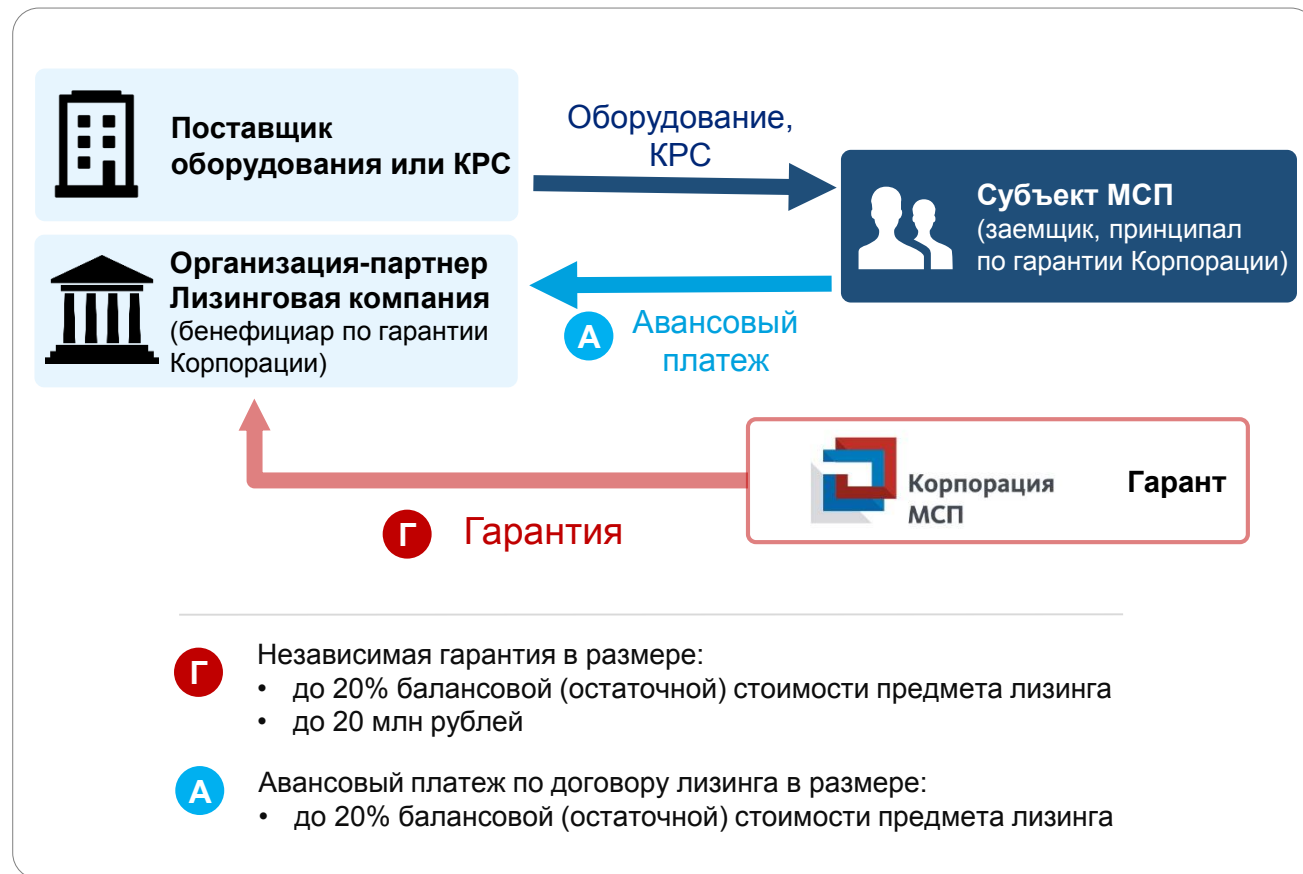 Поставщик
оборудования или КРС
Оборудование,
КРС
Субъект МСП
(заемщик, принципал
по гарантии Корпорации)
Организация-партнер
Лизинговая компания
(бенефициар по гарантии
Корпорации)
А
Авансовый
платеж
Корпорация
МСП
Гарант
Г Гарантия
Г
Независимая гарантия в размере:
• до 20% балансовой (остаточной) стоимости предмета лизинга
• до 20 млн рублей
А
Авансовый платеж по договору лизинга в размере:
• до 20% балансовой (остаточной) стоимости предмета лизинга